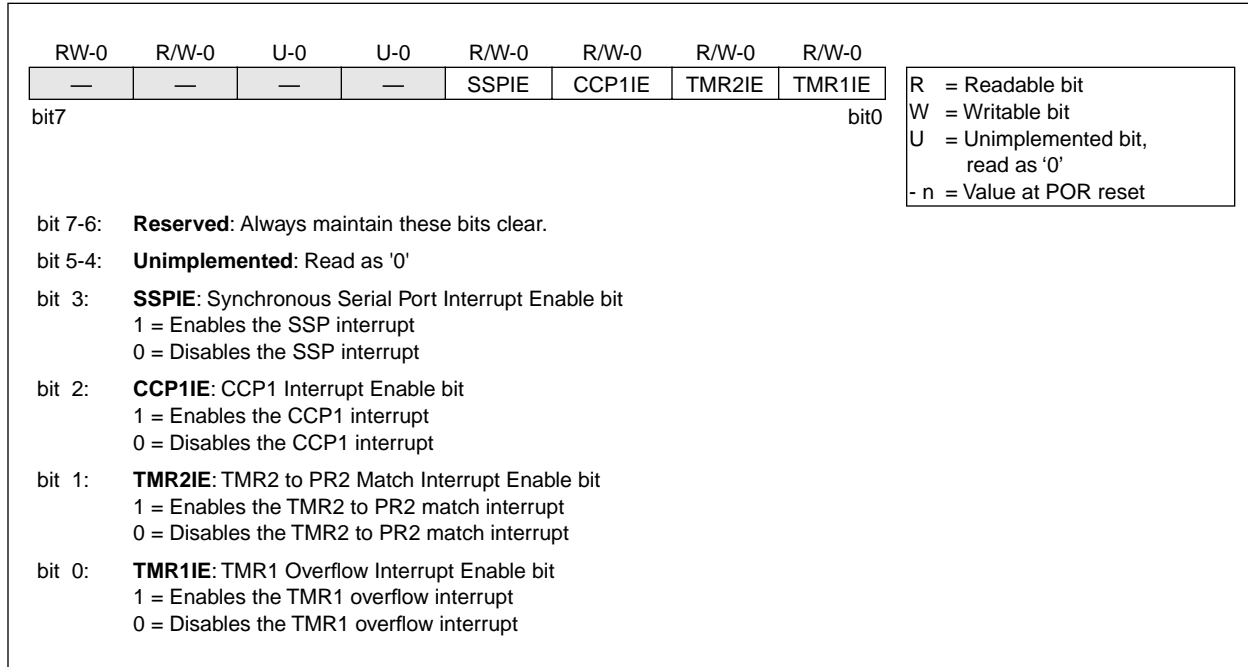 RW-0 R/W-0 U-0 U-0 R/W-0 R/W-0 R/W-0 R/W-0
— — — — SSPIE CCP1IE TMR2IE TMR1IE
bit7 bit0
R = Readable bit
W = Writable bit
U = Unimplemented bit,
read as ‘0’
- n = Value at POR reset
bit 7-6: Reserved: Always maintain these bits clear.
bit 5-4: Unimplemented: Read as '0'
bit 3: SSPIE: Synchronous Serial Port Interrupt Enable bit
1 = Enables the SSP interrupt
0 = Disables the SSP interrupt
bit 2: CCP1IE: CCP1 Interrupt Enable bit
1 = Enables the CCP1 interrupt
0 = Disables the CCP1 interrupt
bit 1: TMR2IE: TMR2 to PR2 Match Interrupt Enable bit
1 = Enables the TMR2 to PR2 match interrupt
0 = Disables the TMR2 to PR2 match interrupt
bit 0: TMR1IE: TMR1 Overflow Interrupt Enable bit
1 = Enables the TMR1 overflow interrupt
0 = Disables the TMR1 overflow interrupt